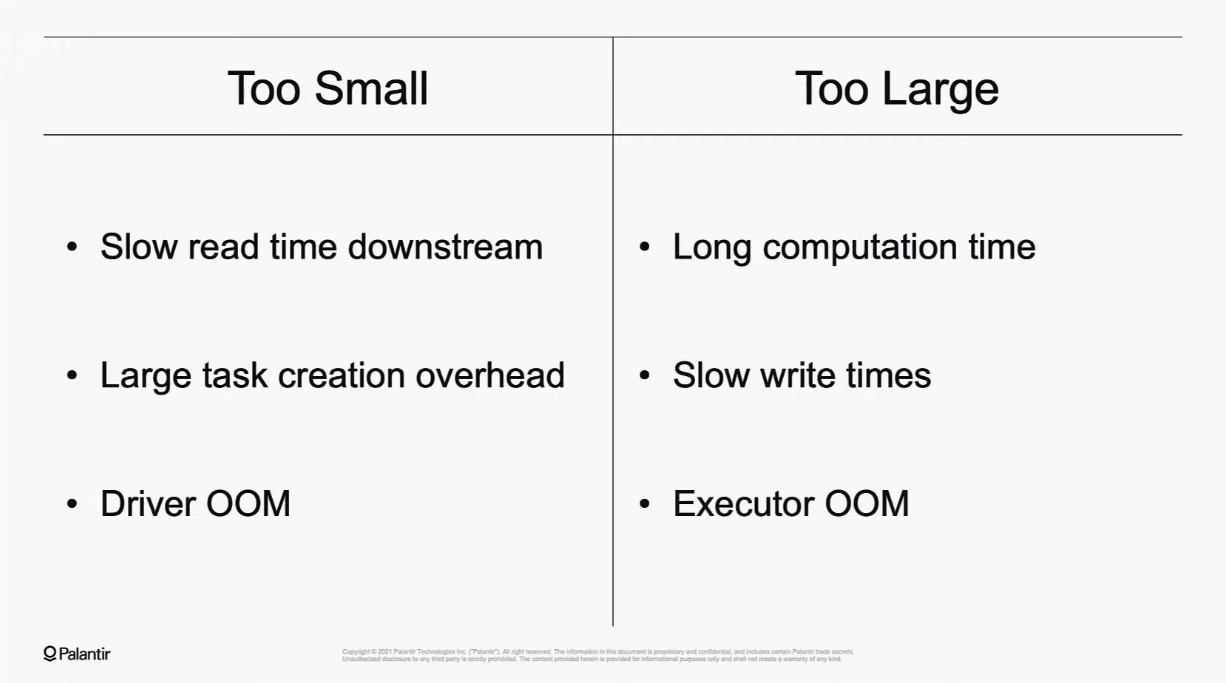 Too Small
Too Large
• Slow read time downstream
• Large task creation overhead
• Driver OOM
• Long computation time
• Slow write times
• Executor OOM
Palantir
Copyright © 2021 Palantir Technologies Inc. ("Palantir"). All right reserved. The information in this document is proprietary and confidential, and includes certain Palantir trade secrets.
Unauthorized disclosure to any third party is strictly prohibited. The content provided herein is provided for informational purposes only and shall not create a warranty of any kind.